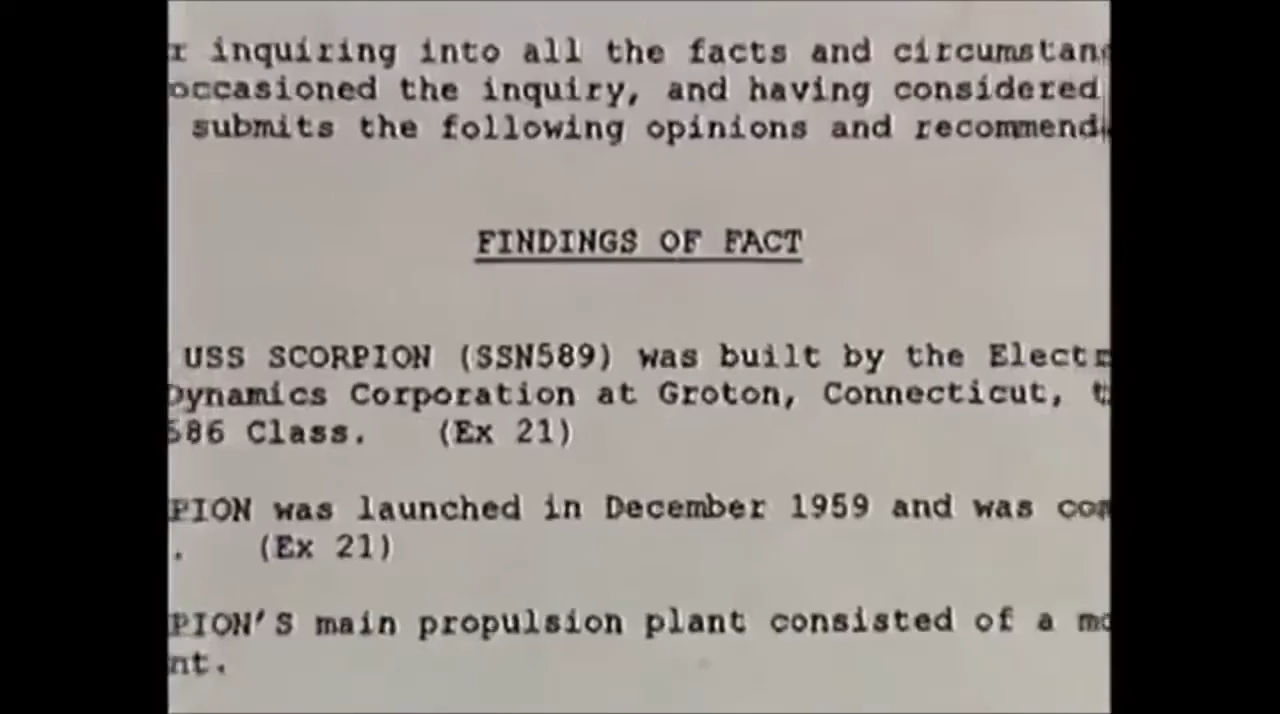 inquiring into all the facts and
occasioned the inquiry, and having considered
submits the following opinions and recommend
FINDINGS OF FACT
USS SCORPION (SSN589) was built by the Elect
Dynamics Corporation at Groton, Connecticut,
586 Class. (Ex 21)
PION was launched in December 1959 and was
. (Ex 21)
PION'S main propulsion plant consisted of a
nt.